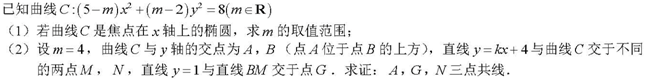 已知曲线C:(5-m)x²+(m-2)y²=8(m∈R)
（1）若曲线C是焦点在x轴上的椭圆，求m的取值范围；
（2）设m=4，曲线C与y轴的交点为A，B（点A位于点B的上方），直线y=kx+4与曲线C交于不同
的两点M，N，直线y=1与直线BM交于点G．求证：A，G，N三点共线．